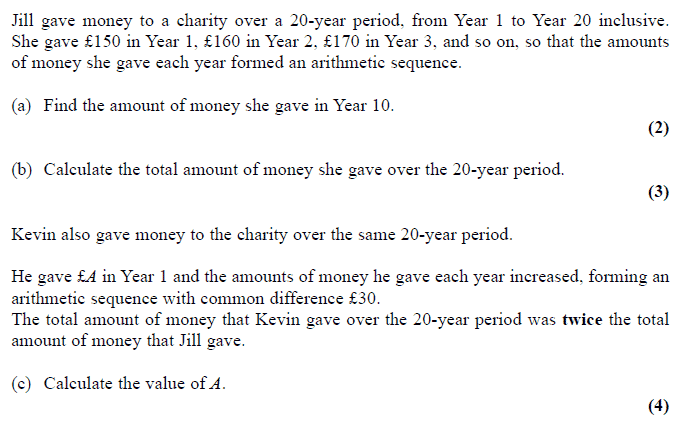 Jill gave money to a charity over a 20-year period, from Year 1 to Year 20 inclusive.
She gave £150 in Year 1, £160 in Year 2, £170 in Year 3, and so on, so that the amounts
of money she gave each year formed an arithmetic sequence.
(a) Find the amount of money she gave in Year 10.
(2)
(b) Calculate the total amount of money she gave over the 20-year period.
(3)
Kevin also gave money to the charity over the same 20-year period.
He gave £A in Year 1 and the amounts of money he gave each year increased, forming an
arithmetic sequence with common difference £30.
The total amount of money that Kevin gave over the 20-year period was twice the total
amount of money that Jill gave.
(c) Calculate the value of A.
(4)